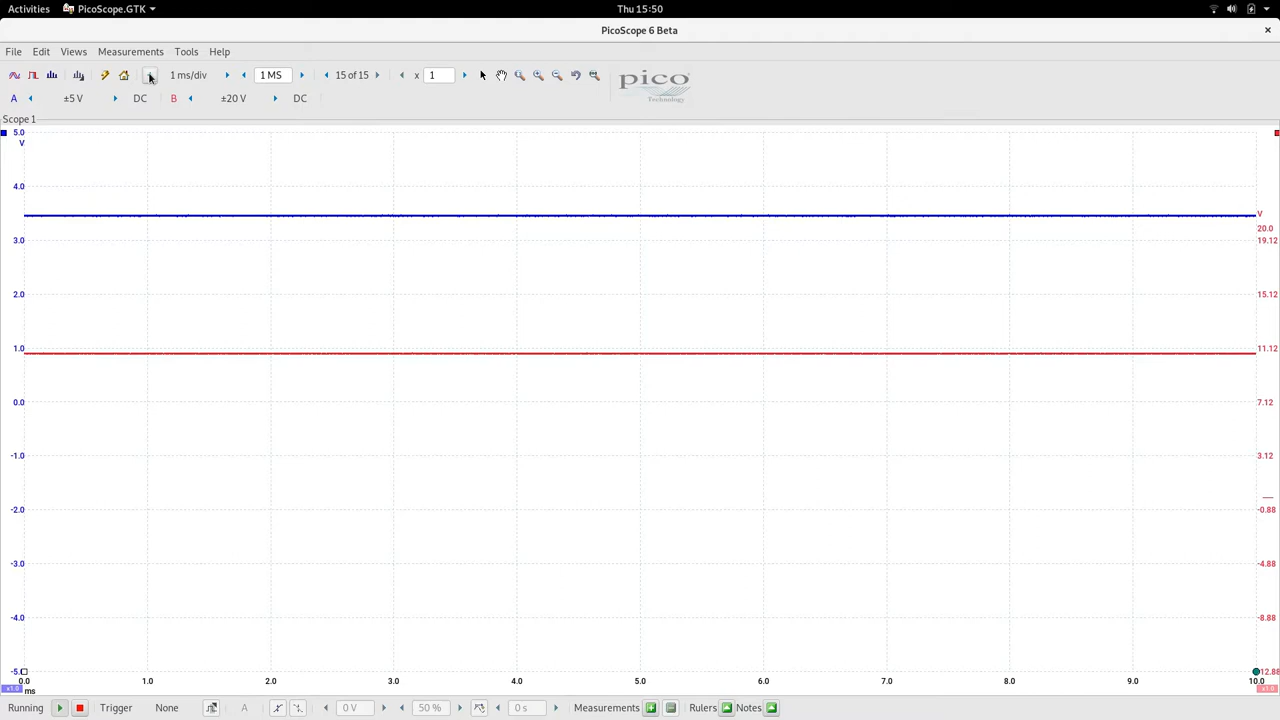 Activities PicoScope.GTK Thu 15:50
PicoScope 6 Beta ×
File Edit Views Measurements Tools Help
1 ms/div 1 MS 15 of 15 x 1
pico
Technology
A ±5 V DC B ±20 V DC
Scope 1
5.0
V
4.0
V
20.0
3.0 19.12
2.0 15.12
1.0 11.12
0.0 7.12
-1.0 3.12
-2.0 -0.88
-3.0 -4.88
-4.0 -8.88
-5.0 -12.88
0.0 1.0 2.0 3.0 4.0 5.0 6.0 7.0 8.0 9.0 10.0
x1.0 ms x1.0
Running Trigger None A 0 V 50 % 0 s Measurements Rulers Notes